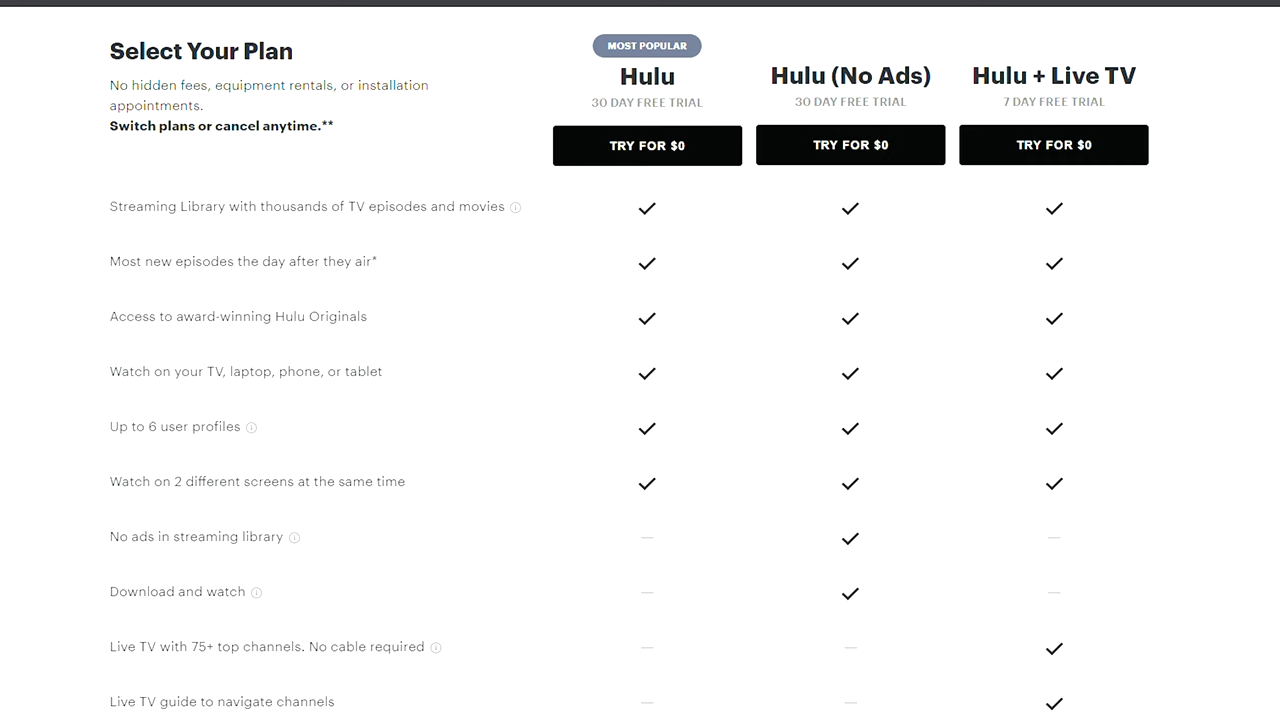 Select Your Plan
No hidden fees, equipment rentals, or installation
appointments.
Switch plans or cancel anytime.**
MOST POPULAR
Hulu
30 DAY FREE TRIAL
TRY FOR $0
Hulu (No Ads)
30 DAY FREE TRIAL
TRY FOR $0
Hulu + Live TV
7 DAY FREE TRIAL
TRY FOR $0
Streaming Library with thousands of TV episodes and movies
Most new episodes the day after they air*
Access to award-winning Hulu Originals
Watch on your TV, laptop, phone, or tablet
Up to 6 user profiles
Watch on 2 different screens at the same time
No ads in streaming library
Download and watch
Live TV with 75+ top channels. No cable required
Live TV guide to navigate channels